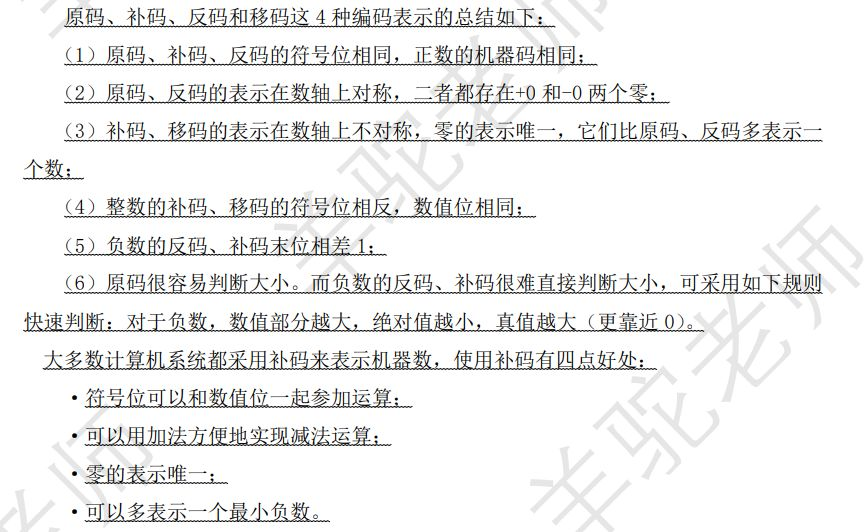 原码、补码、反码和移码这 4 种编码表示的总结如下：
（1）原码、补码、反码的符号位相同，正数的机器码相同；
（2）原码、反码的表示在数轴上对称，二者都存在+0 和-0 两个零；
（3）补码、移码的表示在数轴上不对称，零的表示唯一，它们比原码、反码多表示一
个数；
（4）整数的补码、移码的符号位相反，数值位相同；
（5）负数的反码、补码末位相差 1；
（6）原码很容易判断大小。而负数的反码、补码很难直接判断大小，可采用如下规则
快速判断：对于负数，数值部分越大，绝对值越小，真值越大（更靠近 0）。
大多数计算机系统都采用补码来表示机器数，使用补码有四点好处：
·符号位可以和数值位一起参加运算；
·可以用加法方便地实现减法运算；
·零的表示唯一；
·可以多表示一个最小负数。
羊驼老师
羊驼老师
老师